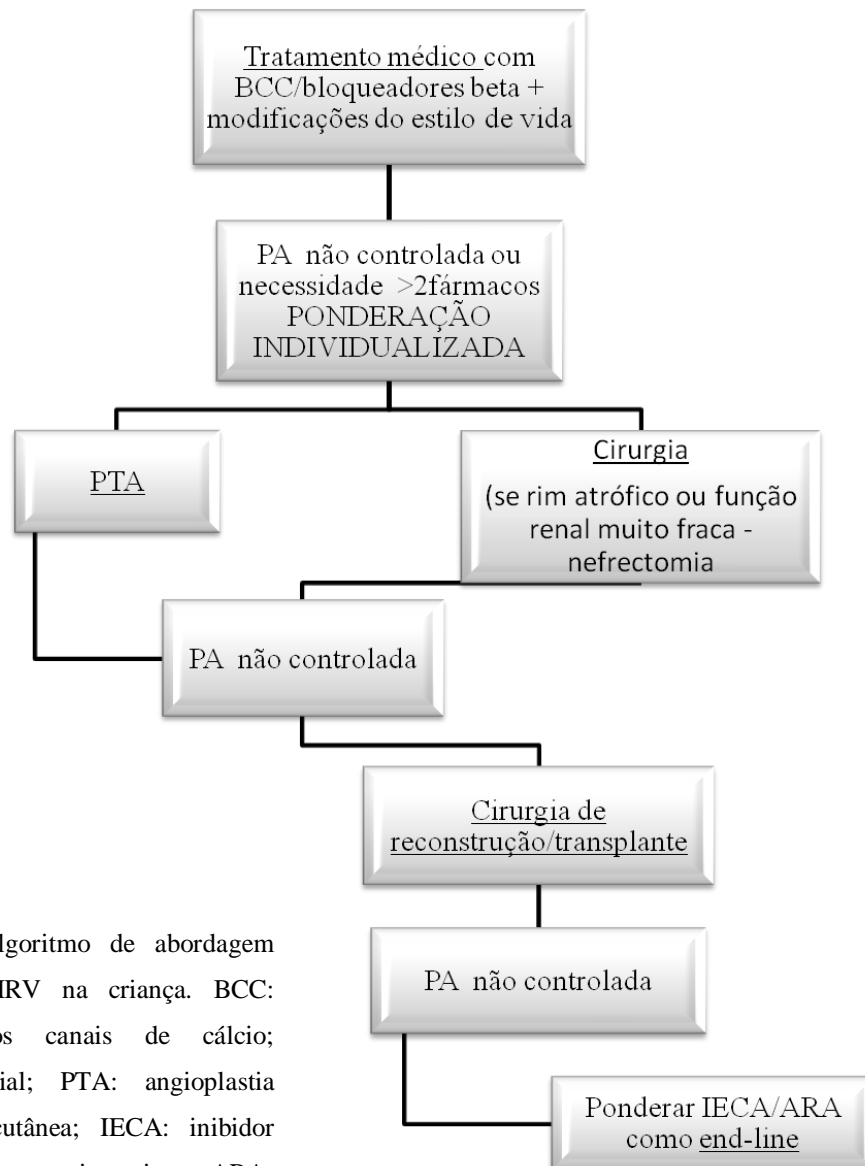 Tratamento médico com
BCC/bloqueadores beta +
modificações do estilo de vida
PA não controlada ou
necessidade >2fármacos
PONDERAÇÃO
INDIVIDUALIZADA
PTA
Cirurgia
(se rim atrófico ou função
renal muito fraca -
nefrectomia
PA não controlada
Cirurgia de
reconstrução/transplante
PA não controlada
Ponderar IECA/ARA
como end-line
lgoritmo de abordagem
IRV na criança. BCC:
os canais de cálcio;
ial; PTA: angioplastia
cutânea; IECA: inibidor